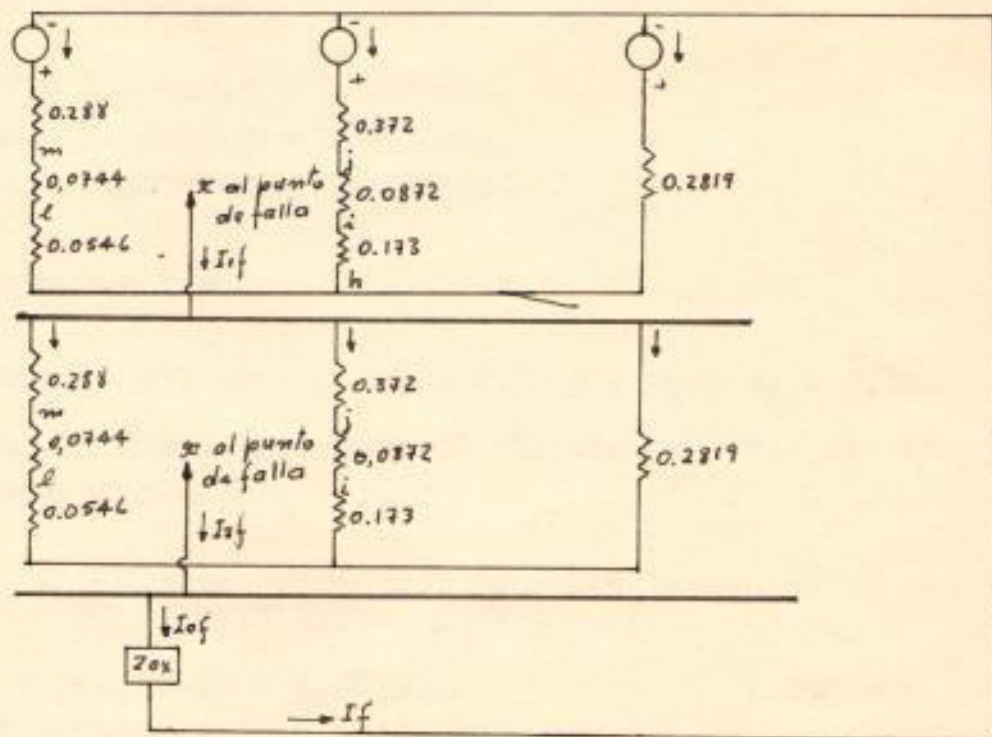 - - -
+ + +
0.288 0.372
m j
0,0744 x al punto 0.0872 0.2819
l de falla i
0.0546 I1f 0.173
h
0.288 0.372
m j
0,0744 x al punto 0,0872 0.2819
l de falla i
0.0546 I2f 0.173
I0f
Z0x
If